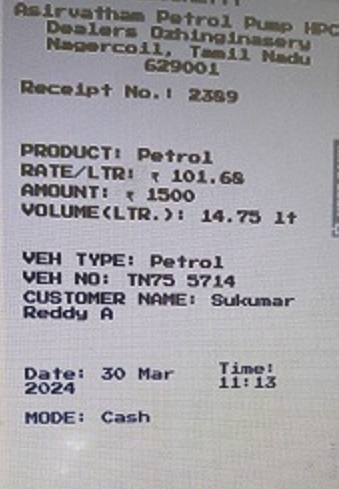 Asirvatham Petrol Pump HPC
Dealers Ozhinginasery
Nagercoil, Tamil Nadu
629001
Receipt No.: 2389
PRODUCT: Petrol
RATE/LTR: ₹ 101.68
AMOUNT: ₹ 1500
VOLUME(LTR.): 14.75 lt
VEH TYPE: Petrol
VEH NO: TN75 5714
CUSTOMER NAME: Sukumar
Reddy A
Date: 30 Mar 2024
Time: 11:13
MODE: Cash